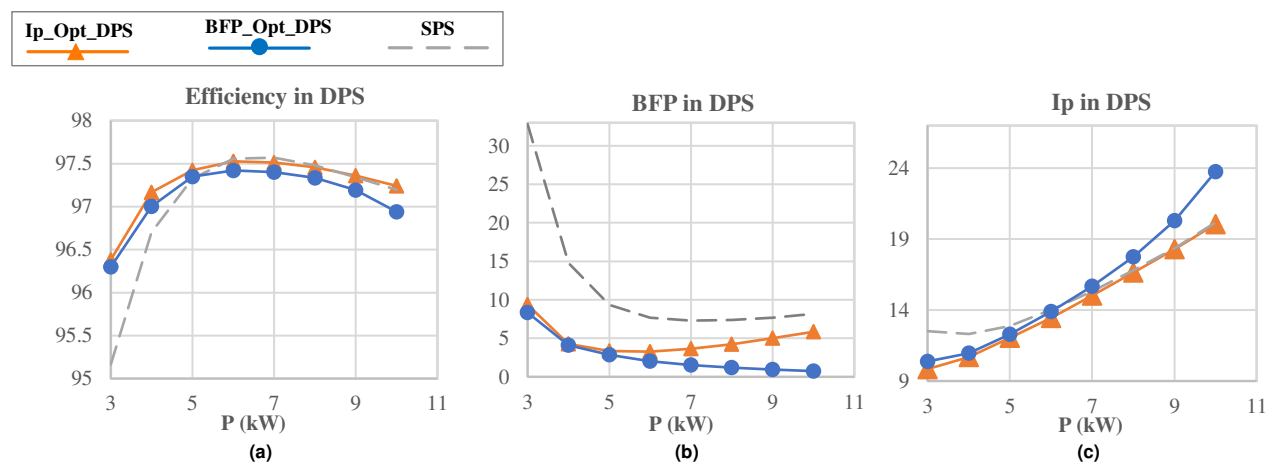 Ip_Opt_DPS BFP_Opt_DPS SPS
Efficiency in DPS
98
97.5
97
96.5
96
95.5
95
3 5 7 9 11
P (kW)
(a)
BFP in DPS
30
25
20
15
10
5
0
3 5 7 9 11
P (kW)
(b)
Ip in DPS
24
19
14
9
3 5 7 9 11
P (kW)
(c)